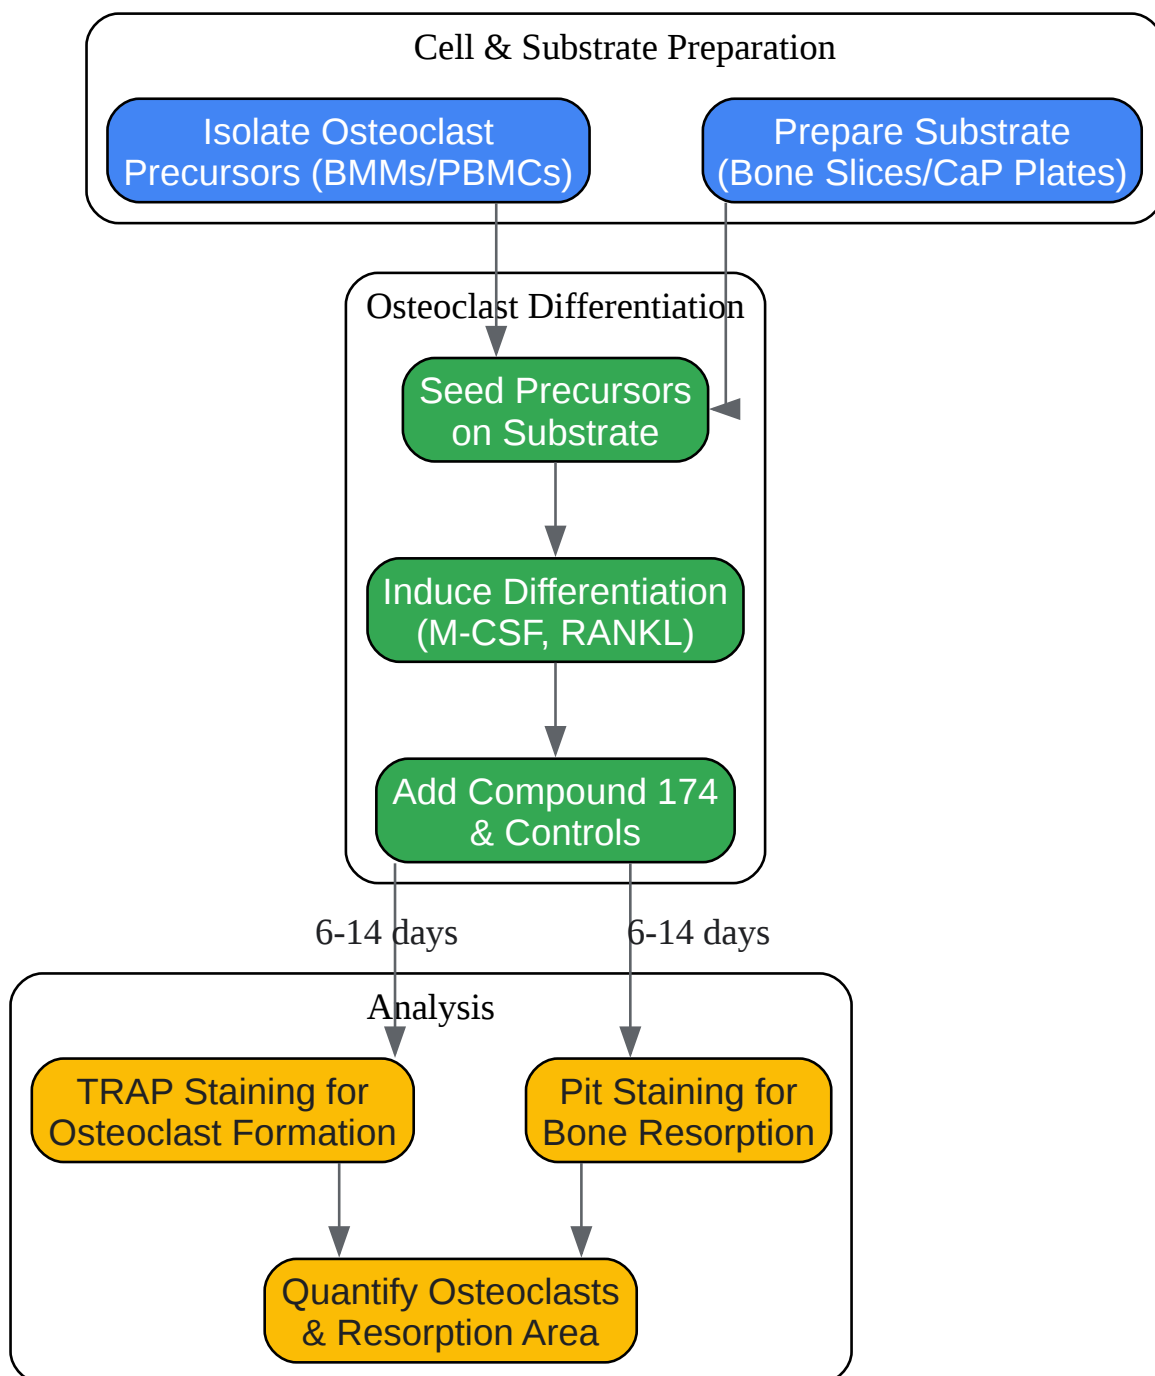 Cell & Substrate Preparation
Isolate Osteoclast
Precursors (BMMs/PBMCs)
Prepare Substrate
(Bone Slices/CaP Plates)
Osteoclast Differentiation
Seed Precursors
on Substrate
Induce Differentiation
(M-CSF, RANKL)
Add Compound 174
& Controls
6-14 days
6-14 days
Analysis
TRAP Staining for
Osteoclast Formation
Pit Staining for
Bone Resorption
Quantify Osteoclasts
& Resorption Area